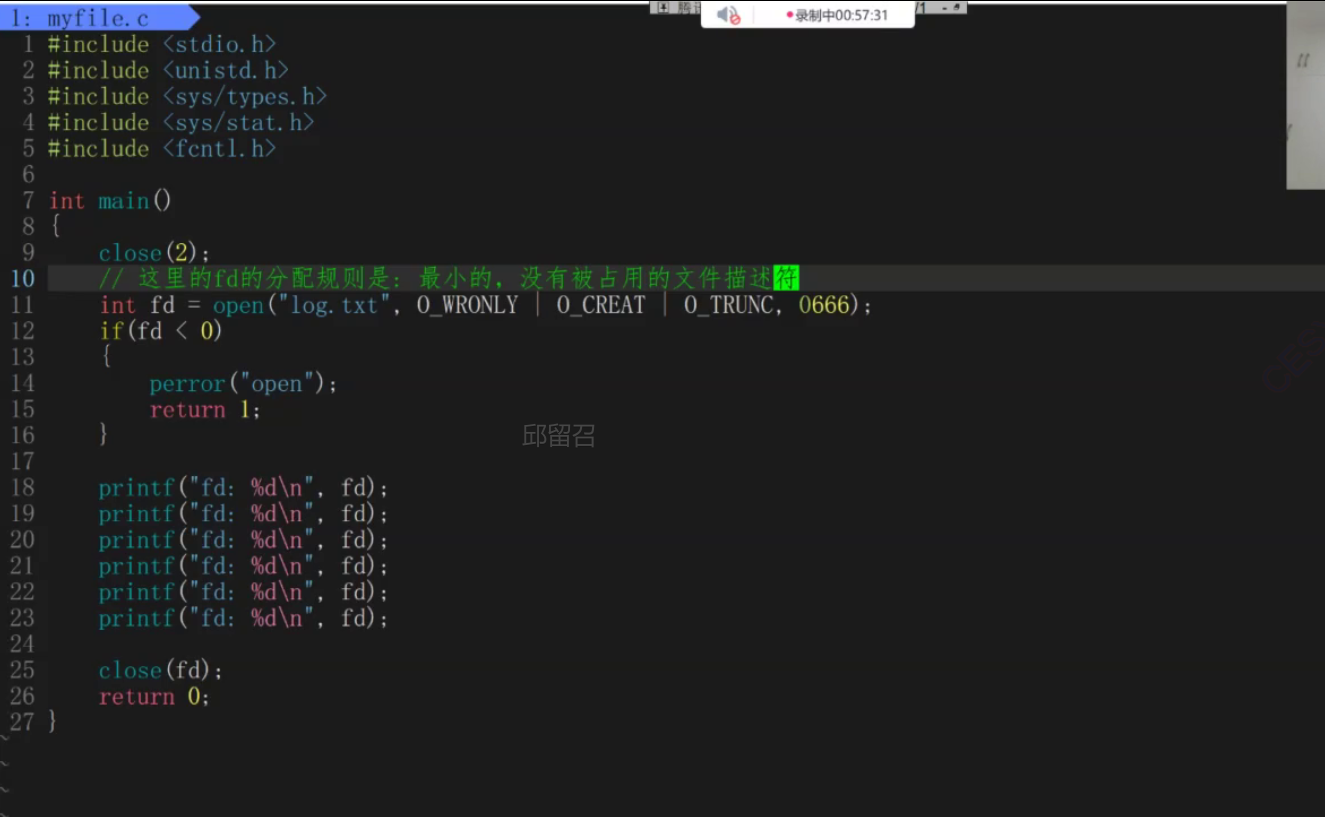 1: myfile.c
录制中00:57:31
1 #include <stdio.h>
2 #include <unistd.h>
3 #include <sys/types.h>
4 #include <sys/stat.h>
5 #include <fcntl.h>
6
7 int main()
8 {
9 close(2);
10 // 这里的fd的分配规则是：最小的，没有被占用的文件描述符
11 int fd = open("log.txt", O_WRONLY | O_CREAT | O_TRUNC, 0666);
12 if(fd < 0)
13 {
14 perror("open");
15 return 1;
16 }
邱留召
17
18 printf("fd: %d\n", fd);
19 printf("fd: %d\n", fd);
20 printf("fd: %d\n", fd);
21 printf("fd: %d\n", fd);
22 printf("fd: %d\n", fd);
23 printf("fd: %d\n", fd);
24
25 close(fd);
26 return 0;
27 }
~
~
~
~